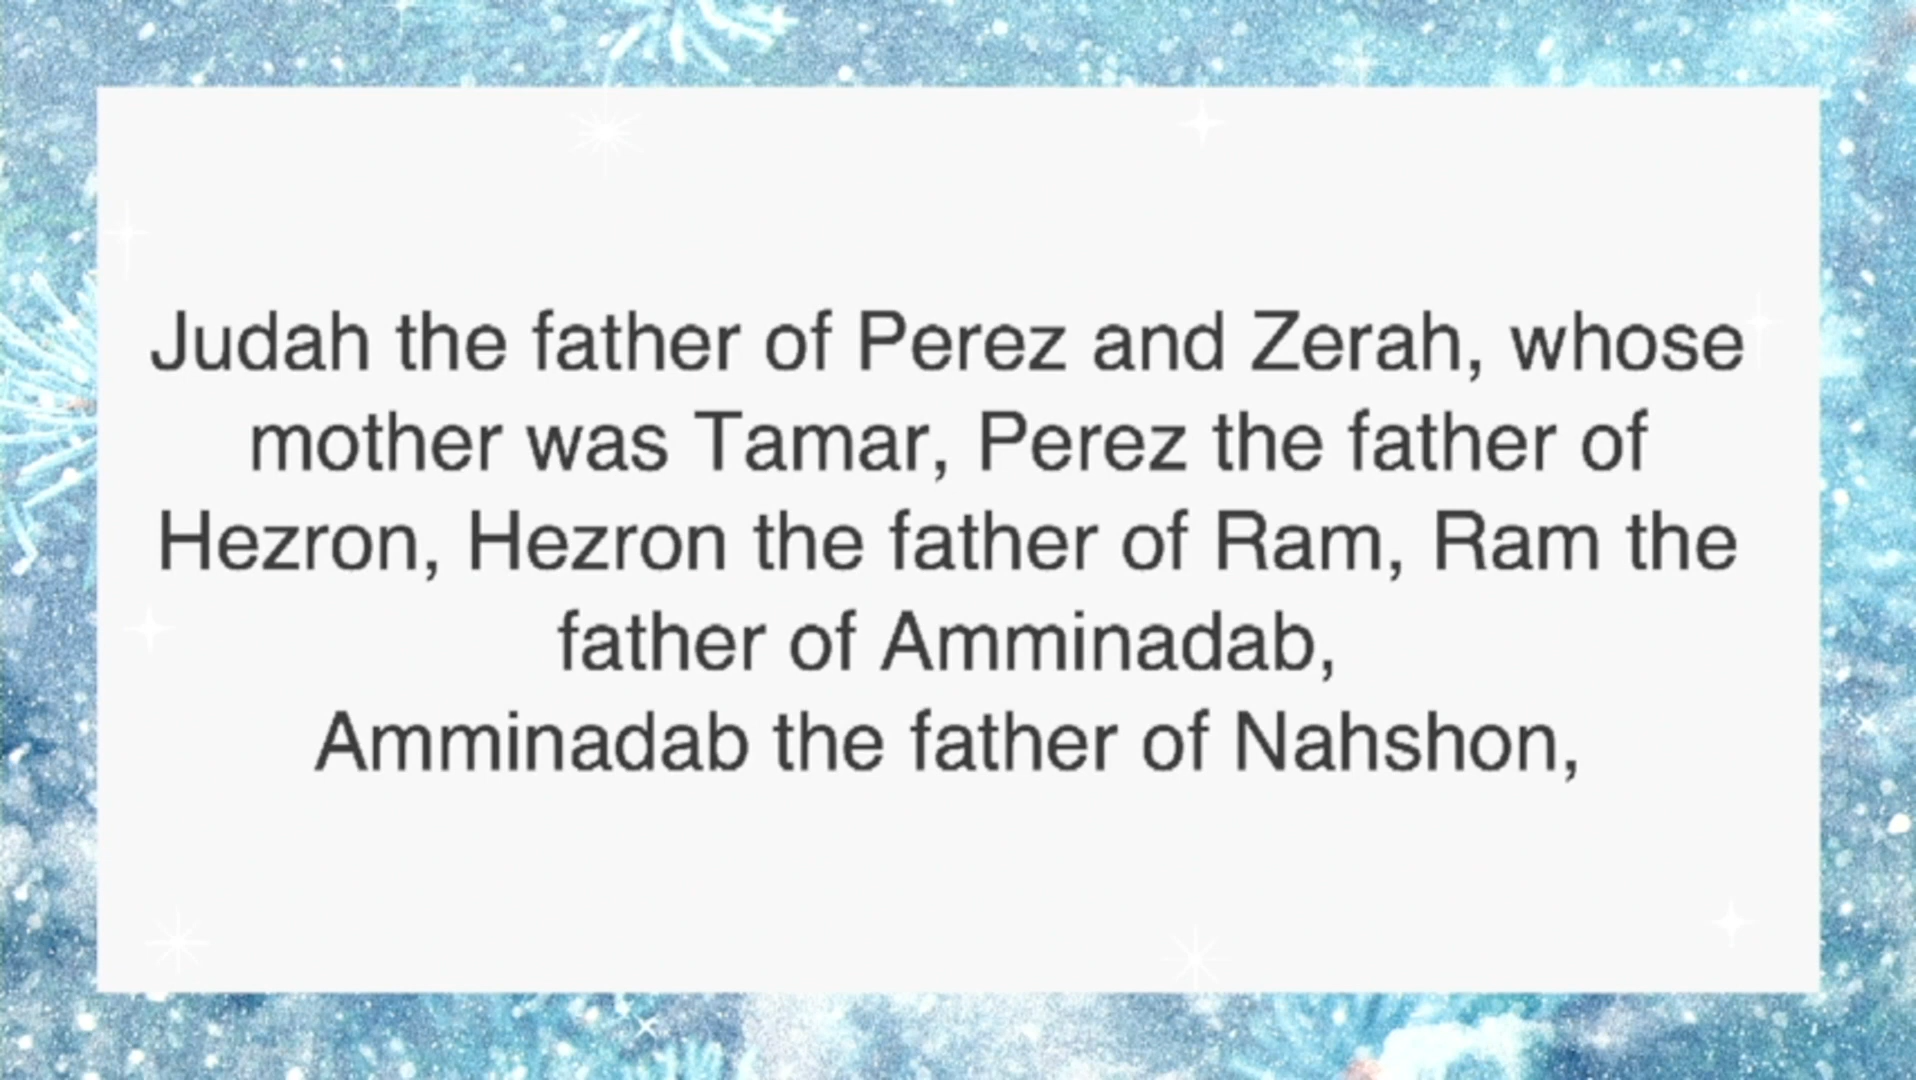 Judah the father of Perez and Zerah, whose
mother was Tamar, Perez the father of
Hezron, Hezron the father of Ram, Ram the
father of Amminadab,
Amminadab the father of Nahshon,